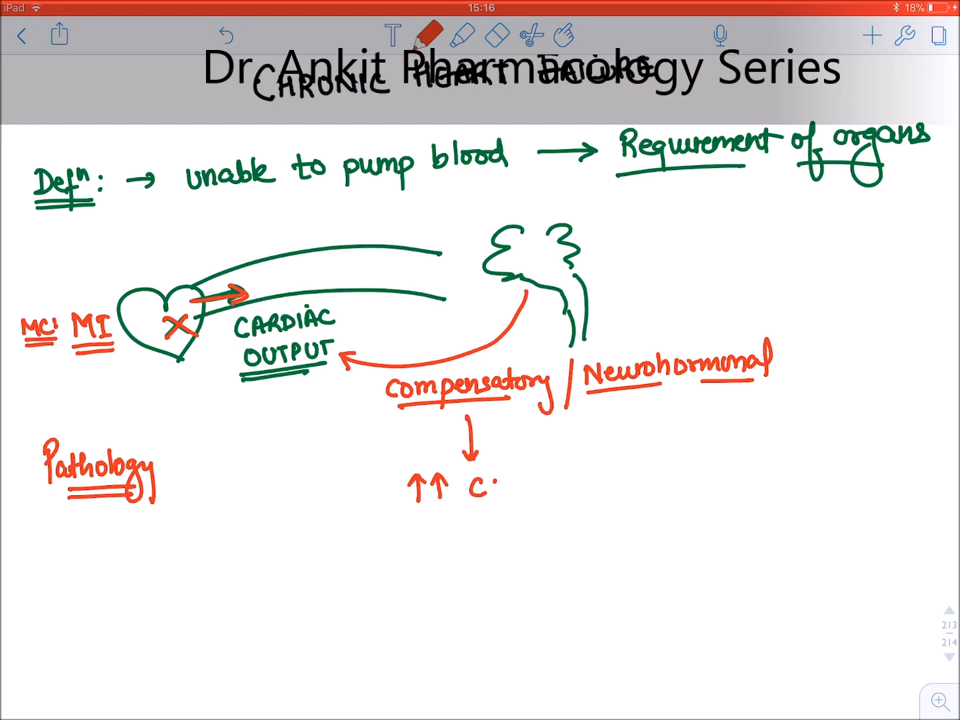 iPad 15:16 18%
T
Dr. Ankit Pharmacology Series
CHRONIC HEART FAILURE
Defⁿ: → unable to pump blood → Requirement of organs
MC: MI
CARDIAC
OUTPUT
Compensatory / Neurohormonal
Pathology
↑↑ C.
213
214